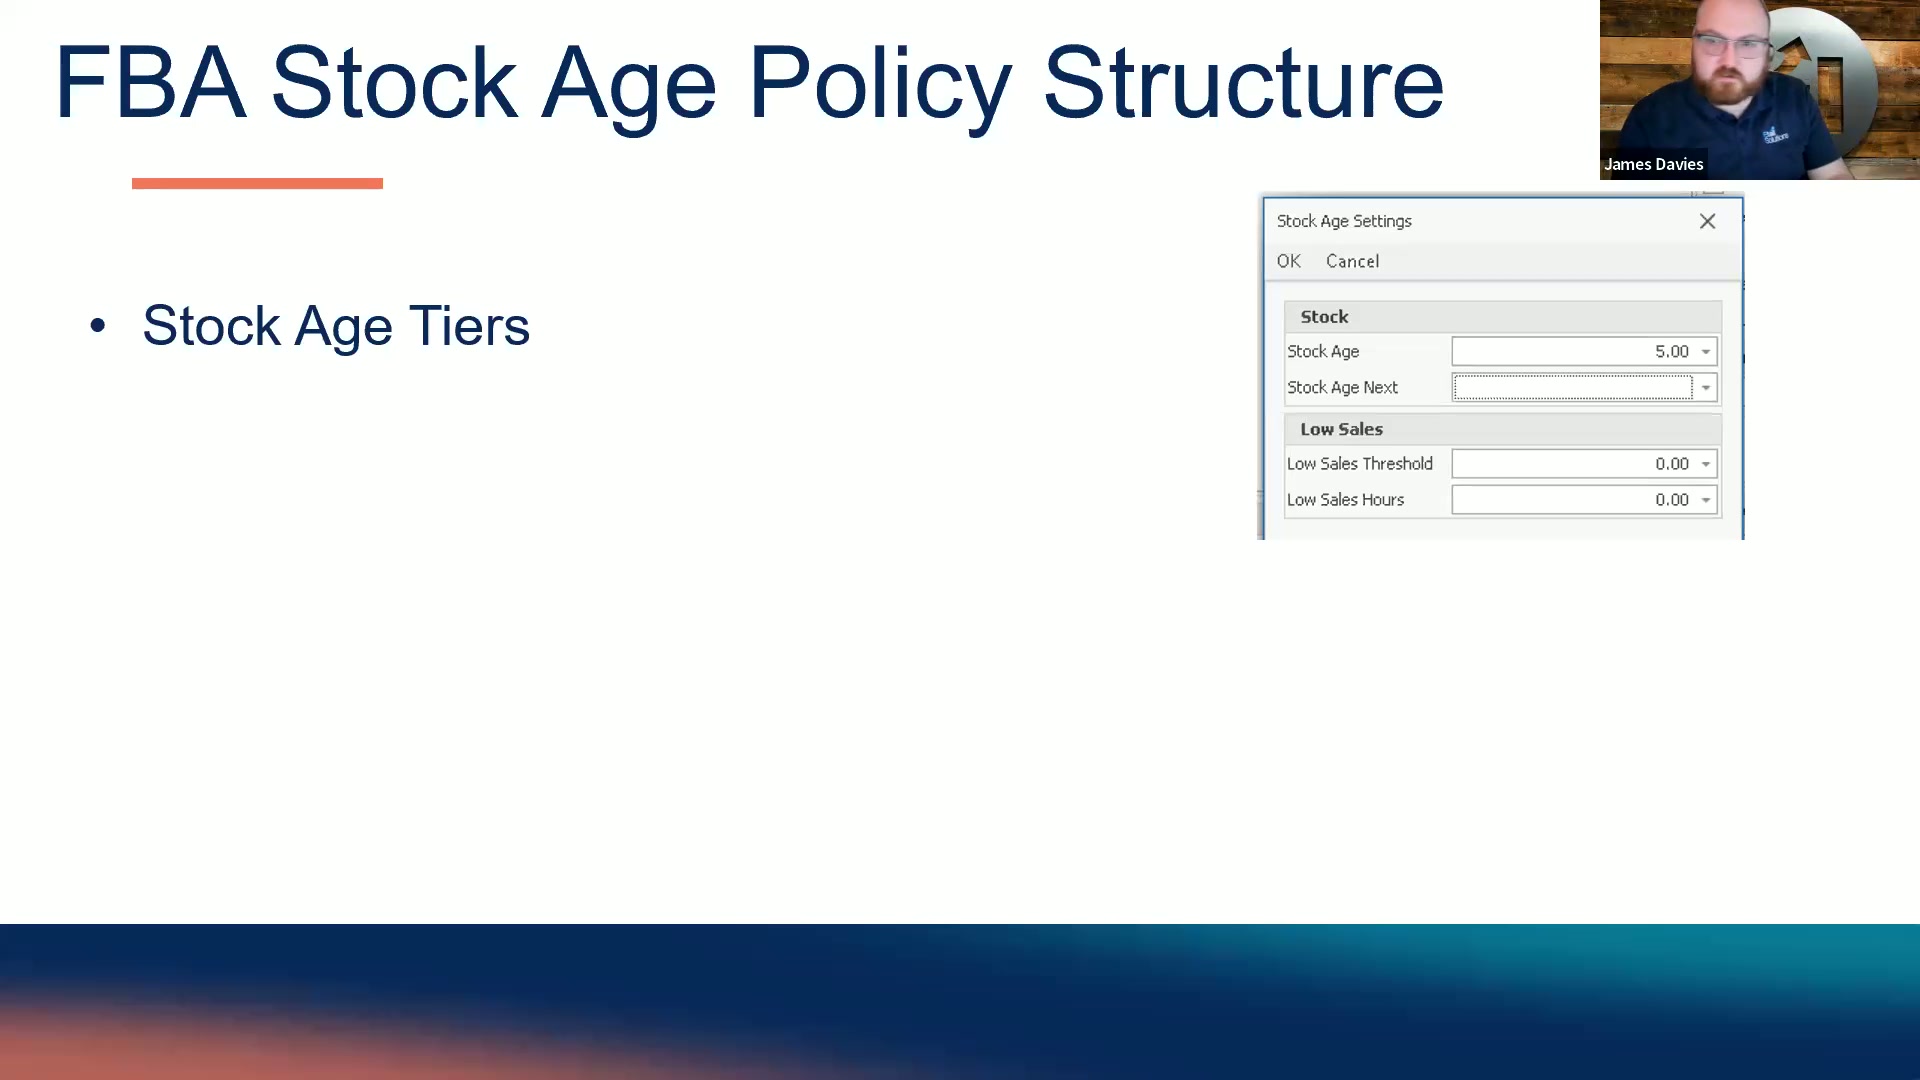 FBA Stock Age Policy Structure
James Davies
• Stock Age Tiers
Stock Age Settings
OK Cancel
Stock
Stock Age 5.00
Stock Age Next
Low Sales
Low Sales Threshold 0.00
Low Sales Hours 0.00